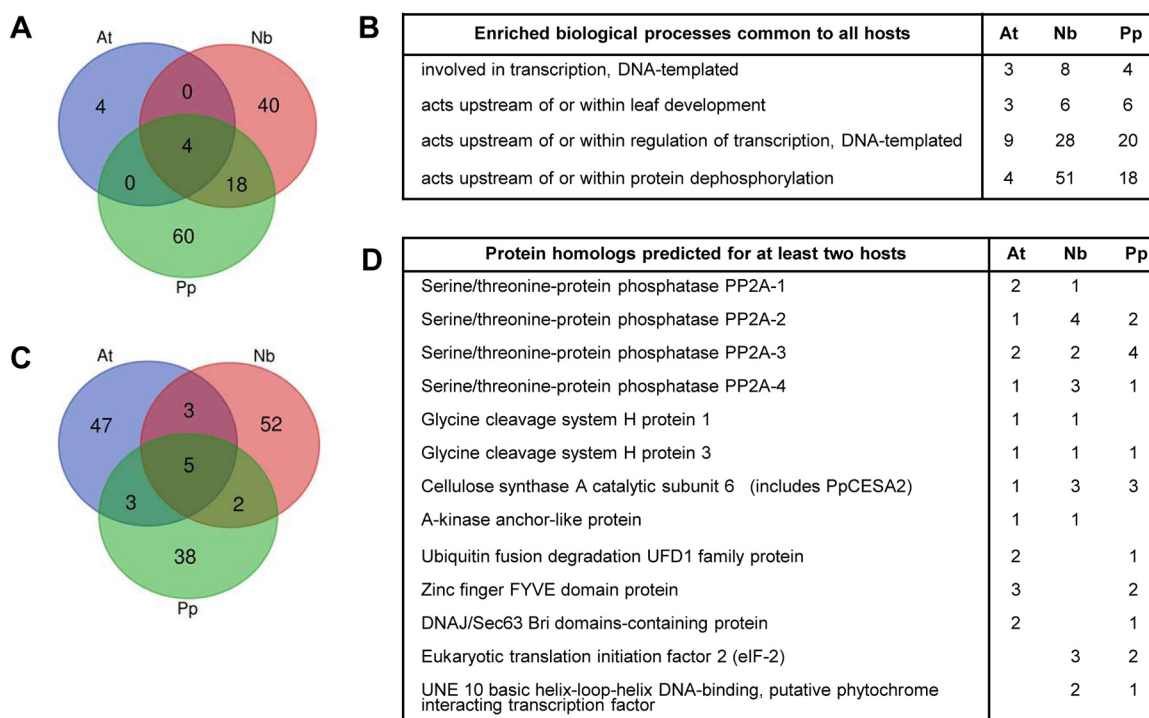 A
At
Nb
4
0
40
4
0
18
60
Pp
B
Enriched biological processes common to all hosts At Nb Pp
involved in transcription, DNA-templated 3 8 4
acts upstream of or within leaf development 3 6 6
acts upstream of or within regulation of transcription, DNA-templated 9 28 20
acts upstream of or within protein dephosphorylation 4 51 18
C
At
Nb
47
3
52
5
3
2
38
Pp
D
Protein homologs predicted for at least two hosts At Nb Pp
Serine/threonine-protein phosphatase PP2A-1 2 1
Serine/threonine-protein phosphatase PP2A-2 1 4 2
Serine/threonine-protein phosphatase PP2A-3 2 2 4
Serine/threonine-protein phosphatase PP2A-4 1 3 1
Glycine cleavage system H protein 1 1 1
Glycine cleavage system H protein 3 1 1 1
Cellulose synthase A catalytic subunit 6 (includes PpCESA2) 1 3 3
A-kinase anchor-like protein 1 1
Ubiquitin fusion degradation UFD1 family protein 2 1
Zinc finger FYVE domain protein 3 2
DNAJ/Sec63 Bri domains-containing protein 2 1
Eukaryotic translation initiation factor 2 (eIF-2) 3 2
UNE 10 basic helix-loop-helix DNA-binding, putative phytochrome 2 1
interacting transcription factor